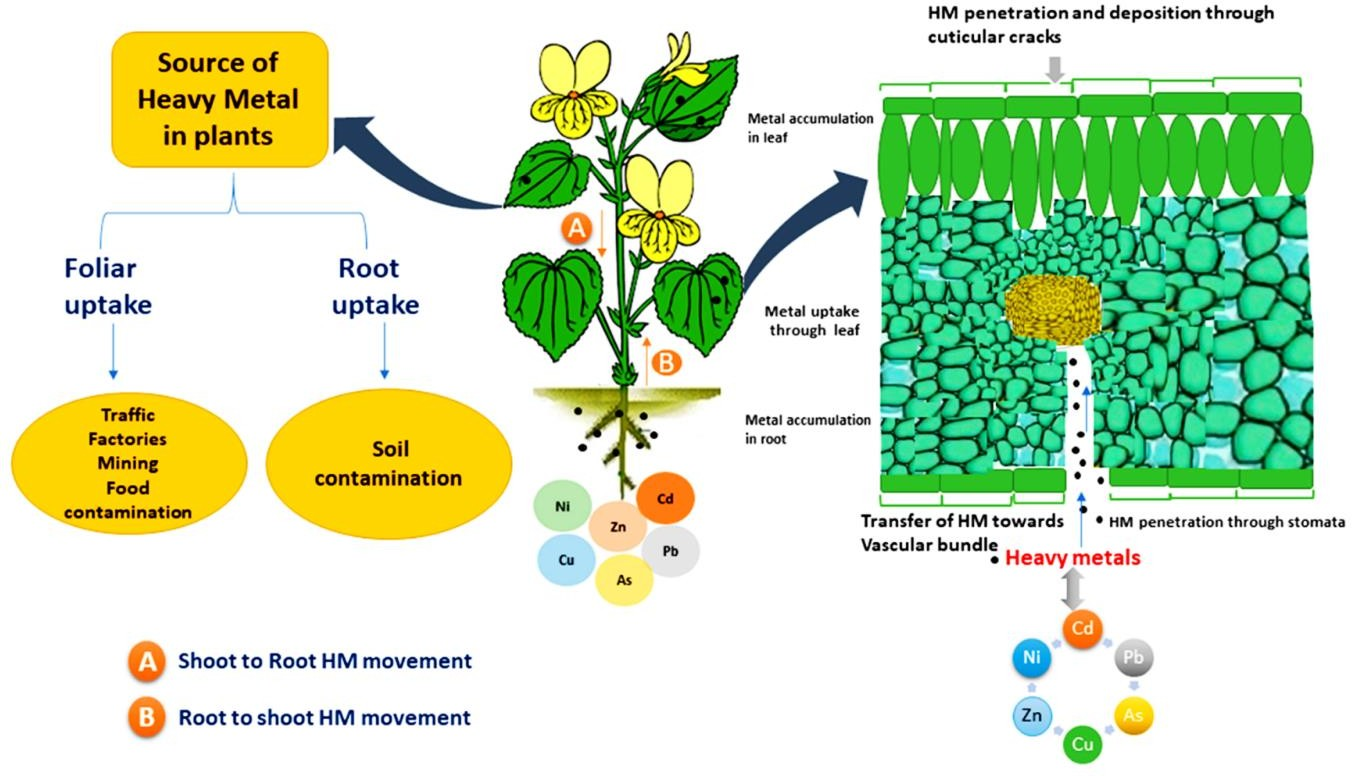 Source of
Heavy Metal
in plants
Foliar
uptake
Root
uptake
Traffic
Factories
Mining
Food
contamination
Soil
contamination
A
B
Ni
Cd
Zn
Cu
Pb
As
A Shoot to Root HM movement
B Root to shoot HM movement
Metal accumulation
in leaf
Metal uptake
through leaf
Metal accumulation
in root
HM penetration and deposition through
cuticular cracks
Transfer of HM towards
Vascular bundle
HM penetration through stomata
Heavy metals
Cd
Ni
Pb
Zn
As
Cu